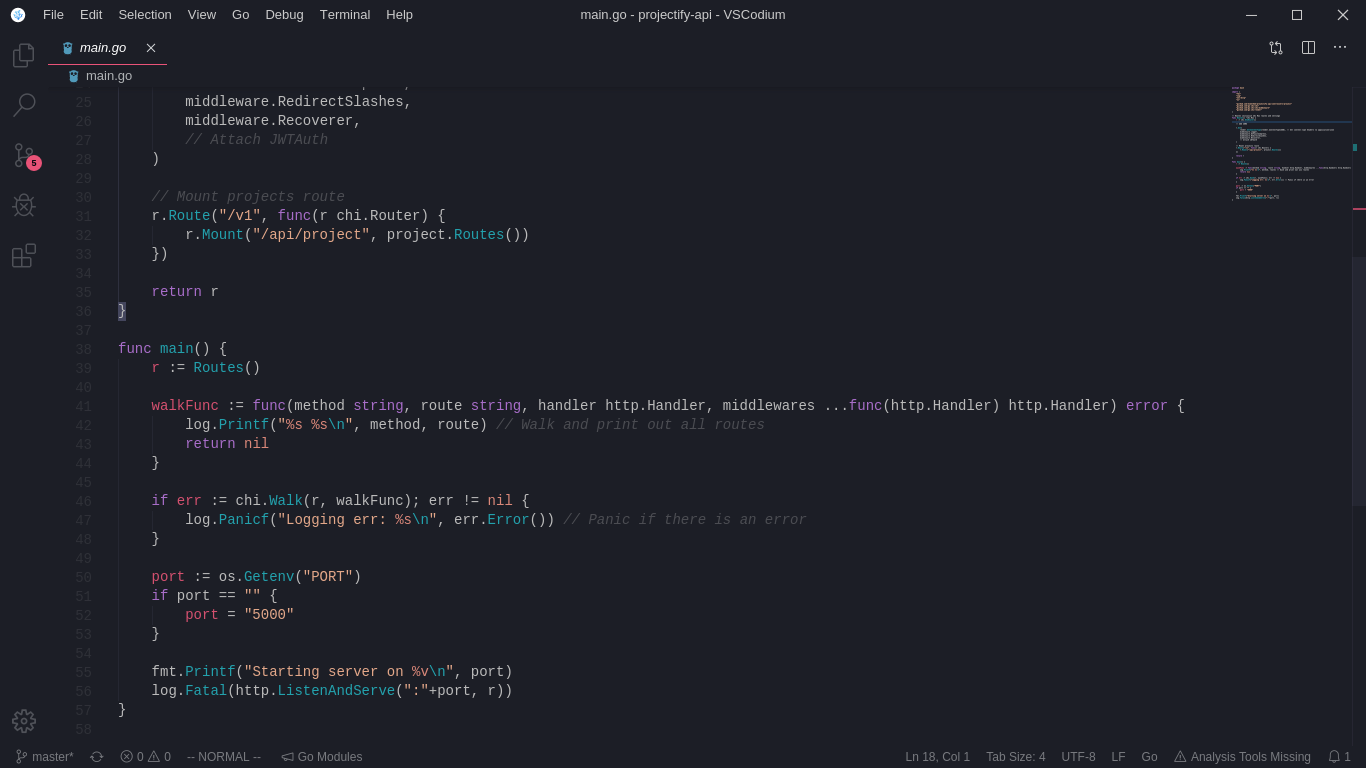 File Edit Selection View Go Debug Terminal Help main.go - projectify-api - VSCodium
main.go
main.go
5
25 middleware.RedirectSlashes,
26 middleware.Recoverer,
27 // Attach JWTAuth
28 )
29
30 // Mount projects route
31 r.Route("/v1", func(r chi.Router) {
32 r.Mount("/api/project", project.Routes())
33 })
34
35 return r
36 }
37
38 func main() {
39 r := Routes()
40
41 walkFunc := func(method string, route string, handler http.Handler, middlewares ...func(http.Handler) http.Handler) error {
42 log.Printf("%s %s\n", method, route) // Walk and print out all routes
43 return nil
44 }
45
46 if err := chi.Walk(r, walkFunc); err != nil {
47 log.Panicf("Logging err: %s\n", err.Error()) // Panic if there is an error
48 }
49
50 port := os.Getenv("PORT")
51 if port == "" {
52 port = "5000"
53 }
54
55 fmt.Printf("Starting server on %v\n", port)
56 log.Fatal(http.ListenAndServe(":"+port, r))
57 }
58
master* 0 0 -- NORMAL -- Go Modules Ln 18, Col 1 Tab Size: 4 UTF-8 LF Go Analysis Tools Missing 1